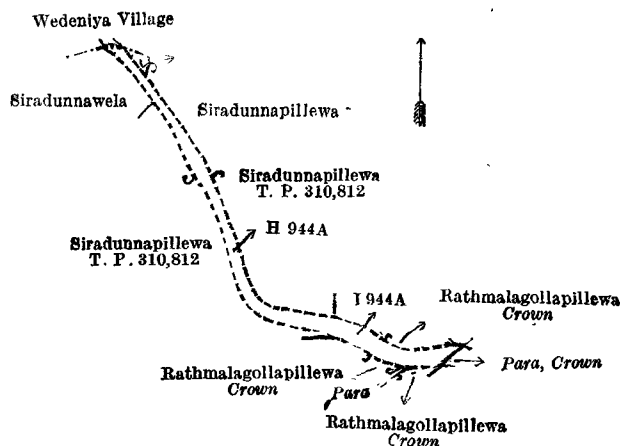 Wedeniya Village
Siradunnawela
Siradunnapillewa
Siradunnapillewa
T. P. 310,812
H 944A
Siradunnapillewa
T. P. 310,812
I 944A
Rathmalagollapillewa
Crown
Para, Crown
Rathmalagollapillewa
Crown
Para
Rathmalagollapillewa
Crown